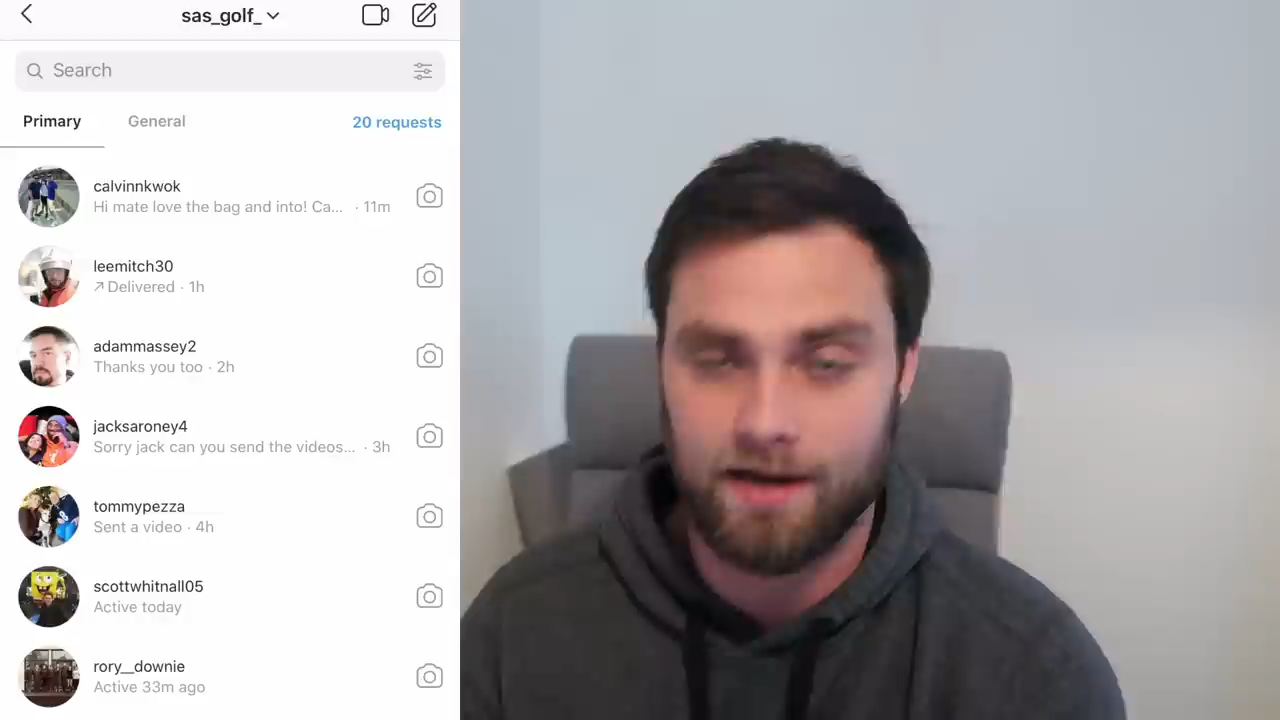 sas_golf_
Search
Primary
General
20 requests
calvinnkwok
Hi mate love the bag and into! Ca... · 11m
leemitch30
Delivered · 1h
adammassey2
Thanks you too · 2h
jacksaroney4
Sorry jack can you send the videos... · 3h
tommypezza
Sent a video · 4h
scottwhitnall05
Active today
rory__downie
Active 33m ago